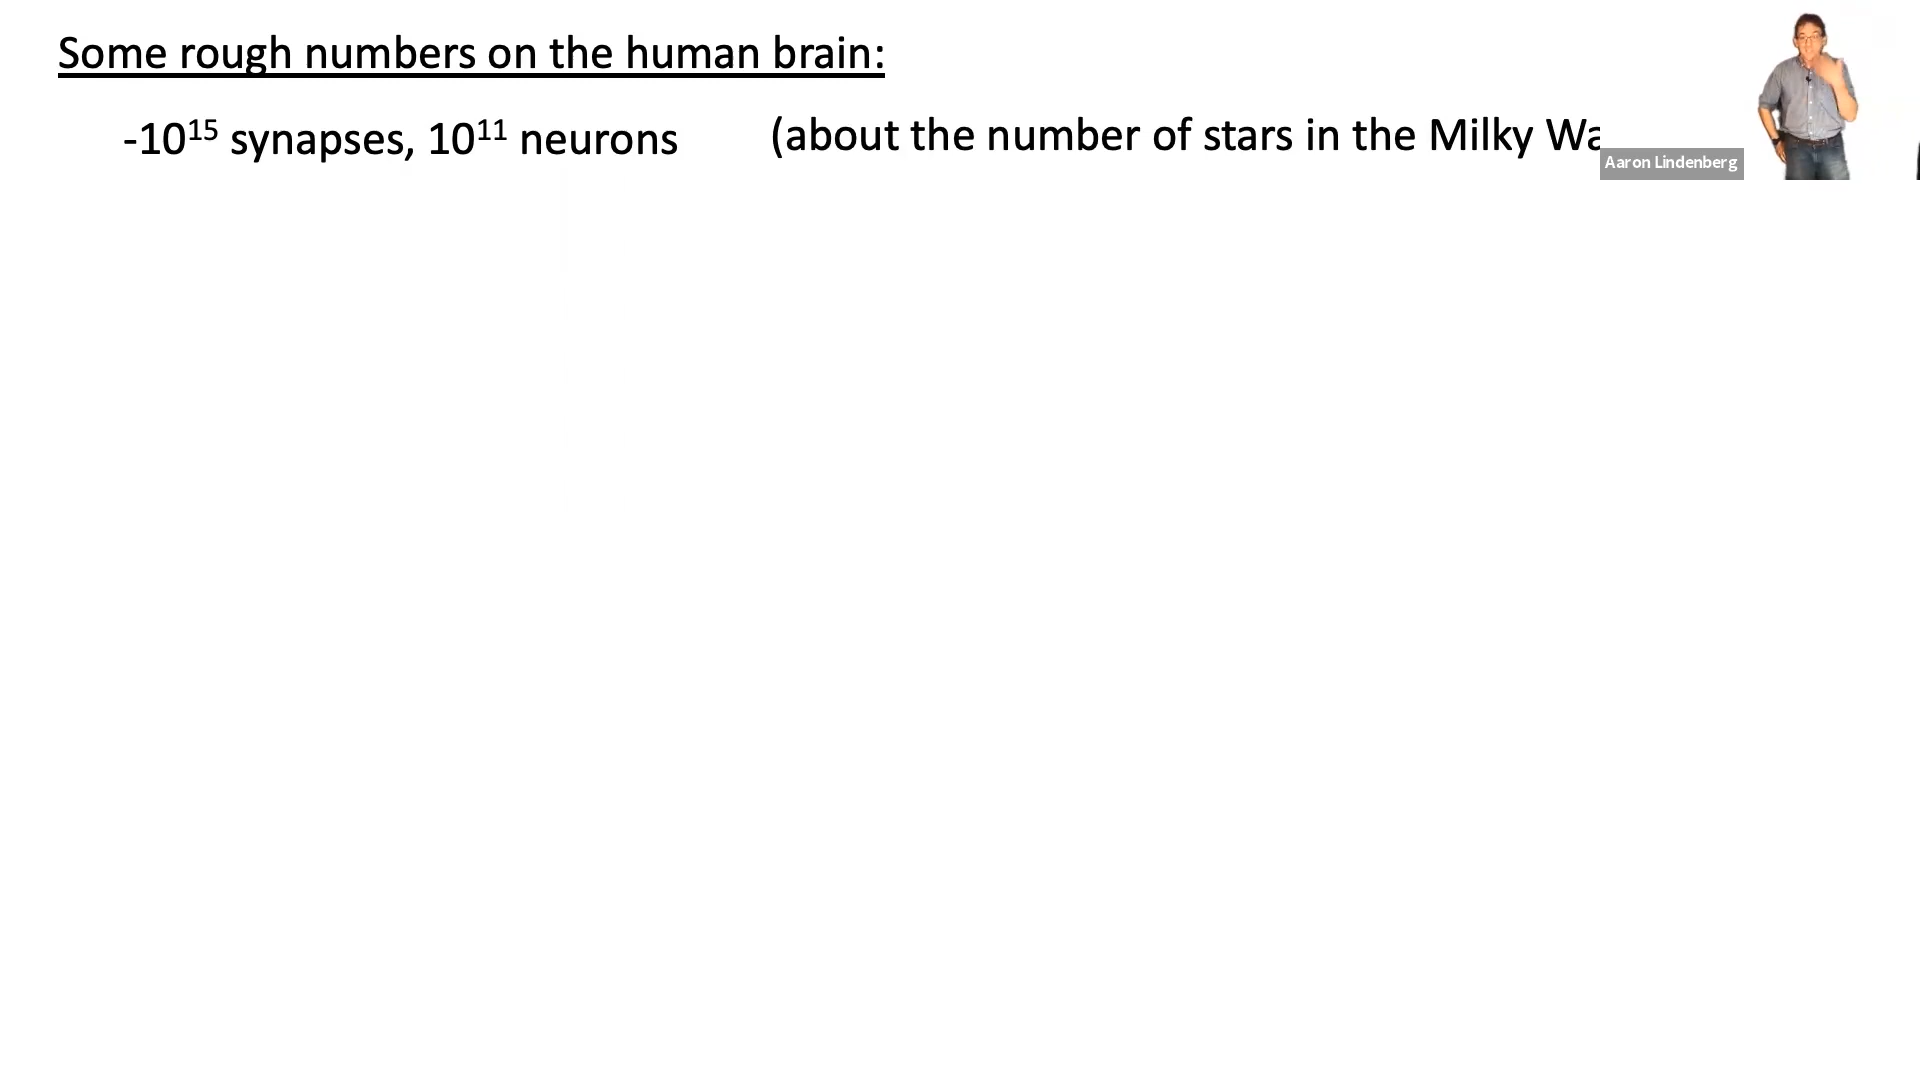 Some rough numbers on the human brain:
-10¹⁵ synapses, 10¹¹ neurons (about the number of stars in the Milky Wa
Aaron Lindenberg